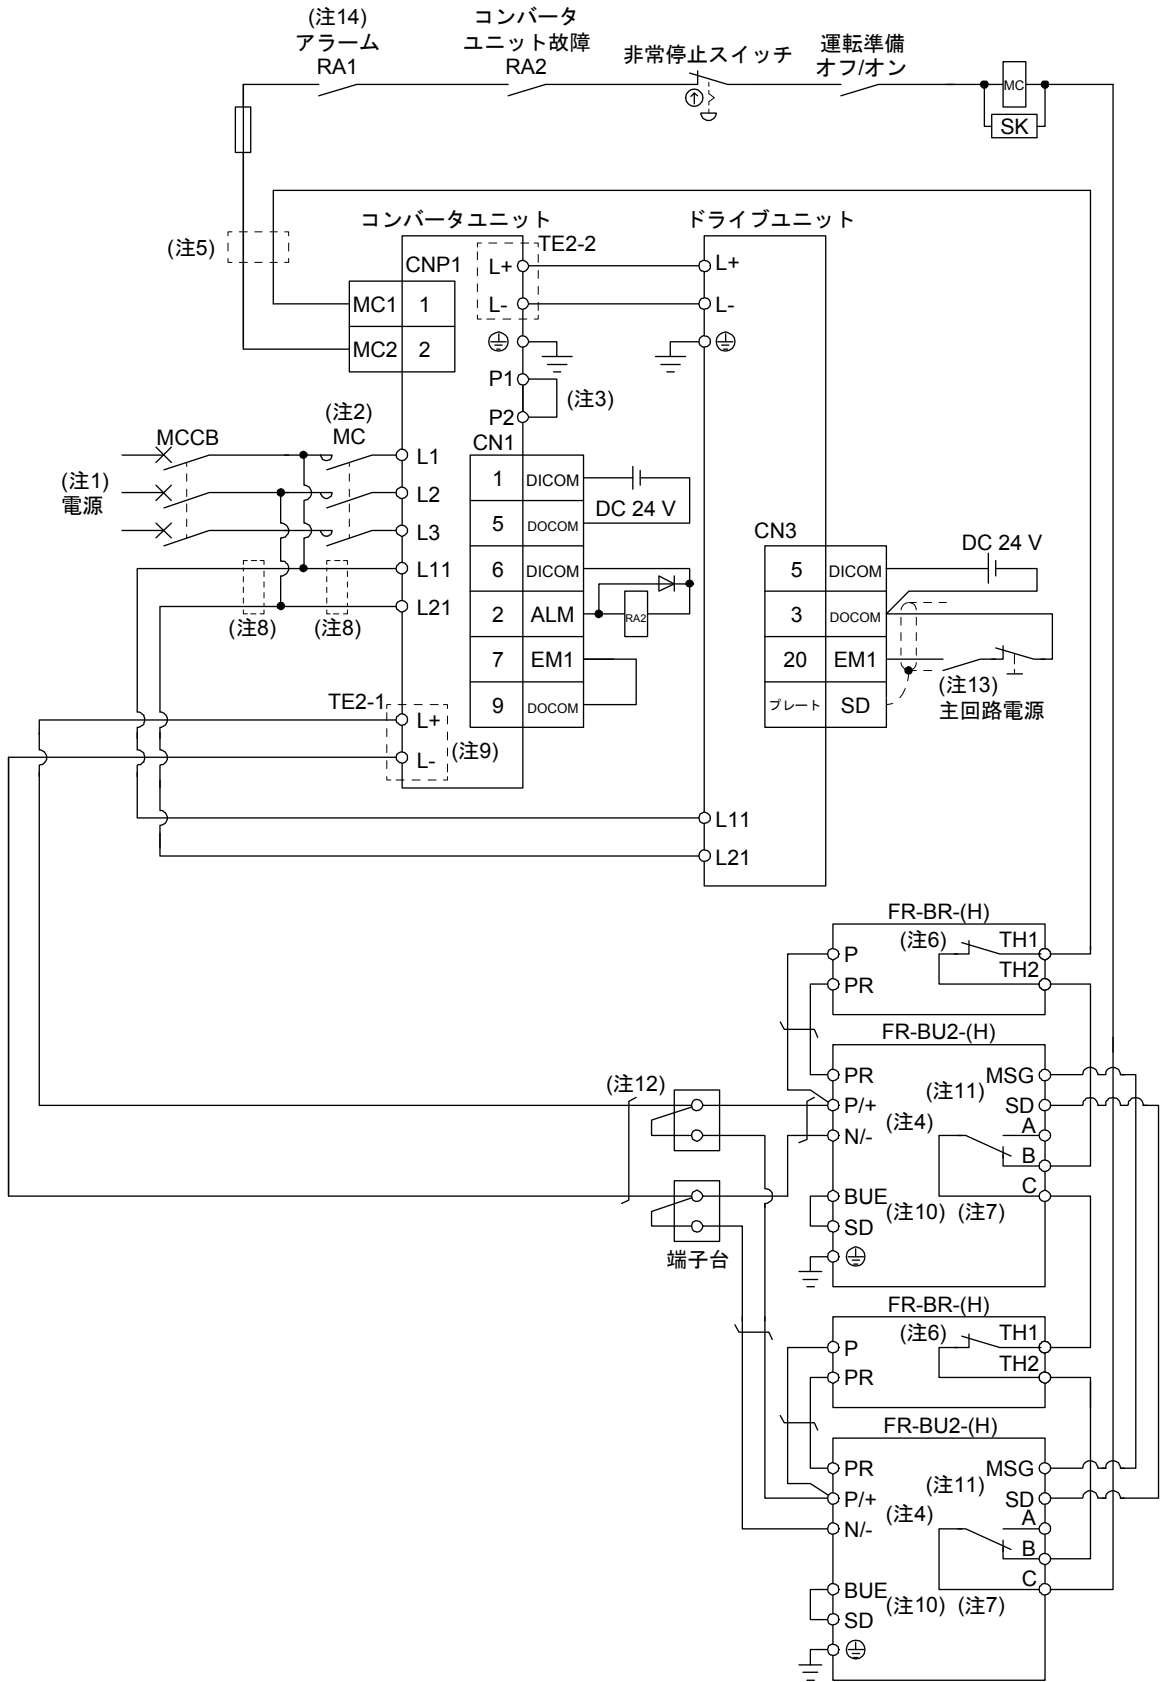 (注14)
アラーム
RA1
コンバータ
ユニット故障
RA2
非常停止スイッチ
運転準備
オフ/オン
MC
SK
(注5)
コンバータユニット
ドライブユニット
TE2-2
CNP1
L+
L+
MC1
1
L-
L-
MC2
2
P1
(注3)
P2
(注2)
MC
MCCB
(注1)
電源
L1
L2
L3
L11
L21
(注8)
(注8)
CN1
1
DICOM
DC 24 V
5
DOCOM
6
DICOM
2
ALM
RA2
7
EM1
9
DOCOM
CN3
DC 24 V
5
DICOM
3
DOCOM
20
EM1
プレート
SD
(注13)
主回路電源
TE2-1
L+
L-
(注9)
L11
L21
FR-BR-(H)
P
(注6)
TH1
PR
TH2
FR-BU2-(H)
PR
MSG
(注11)
(注12)
P/+
SD
(注4)
A
N/-
B
C
BUE
(注10)
(注7)
SD
端子台
FR-BR-(H)
P
(注6)
TH1
PR
TH2
FR-BU2-(H)
PR
MSG
(注11)
P/+
SD
(注4)
A
N/-
B
C
BUE
(注10)
(注7)
SD